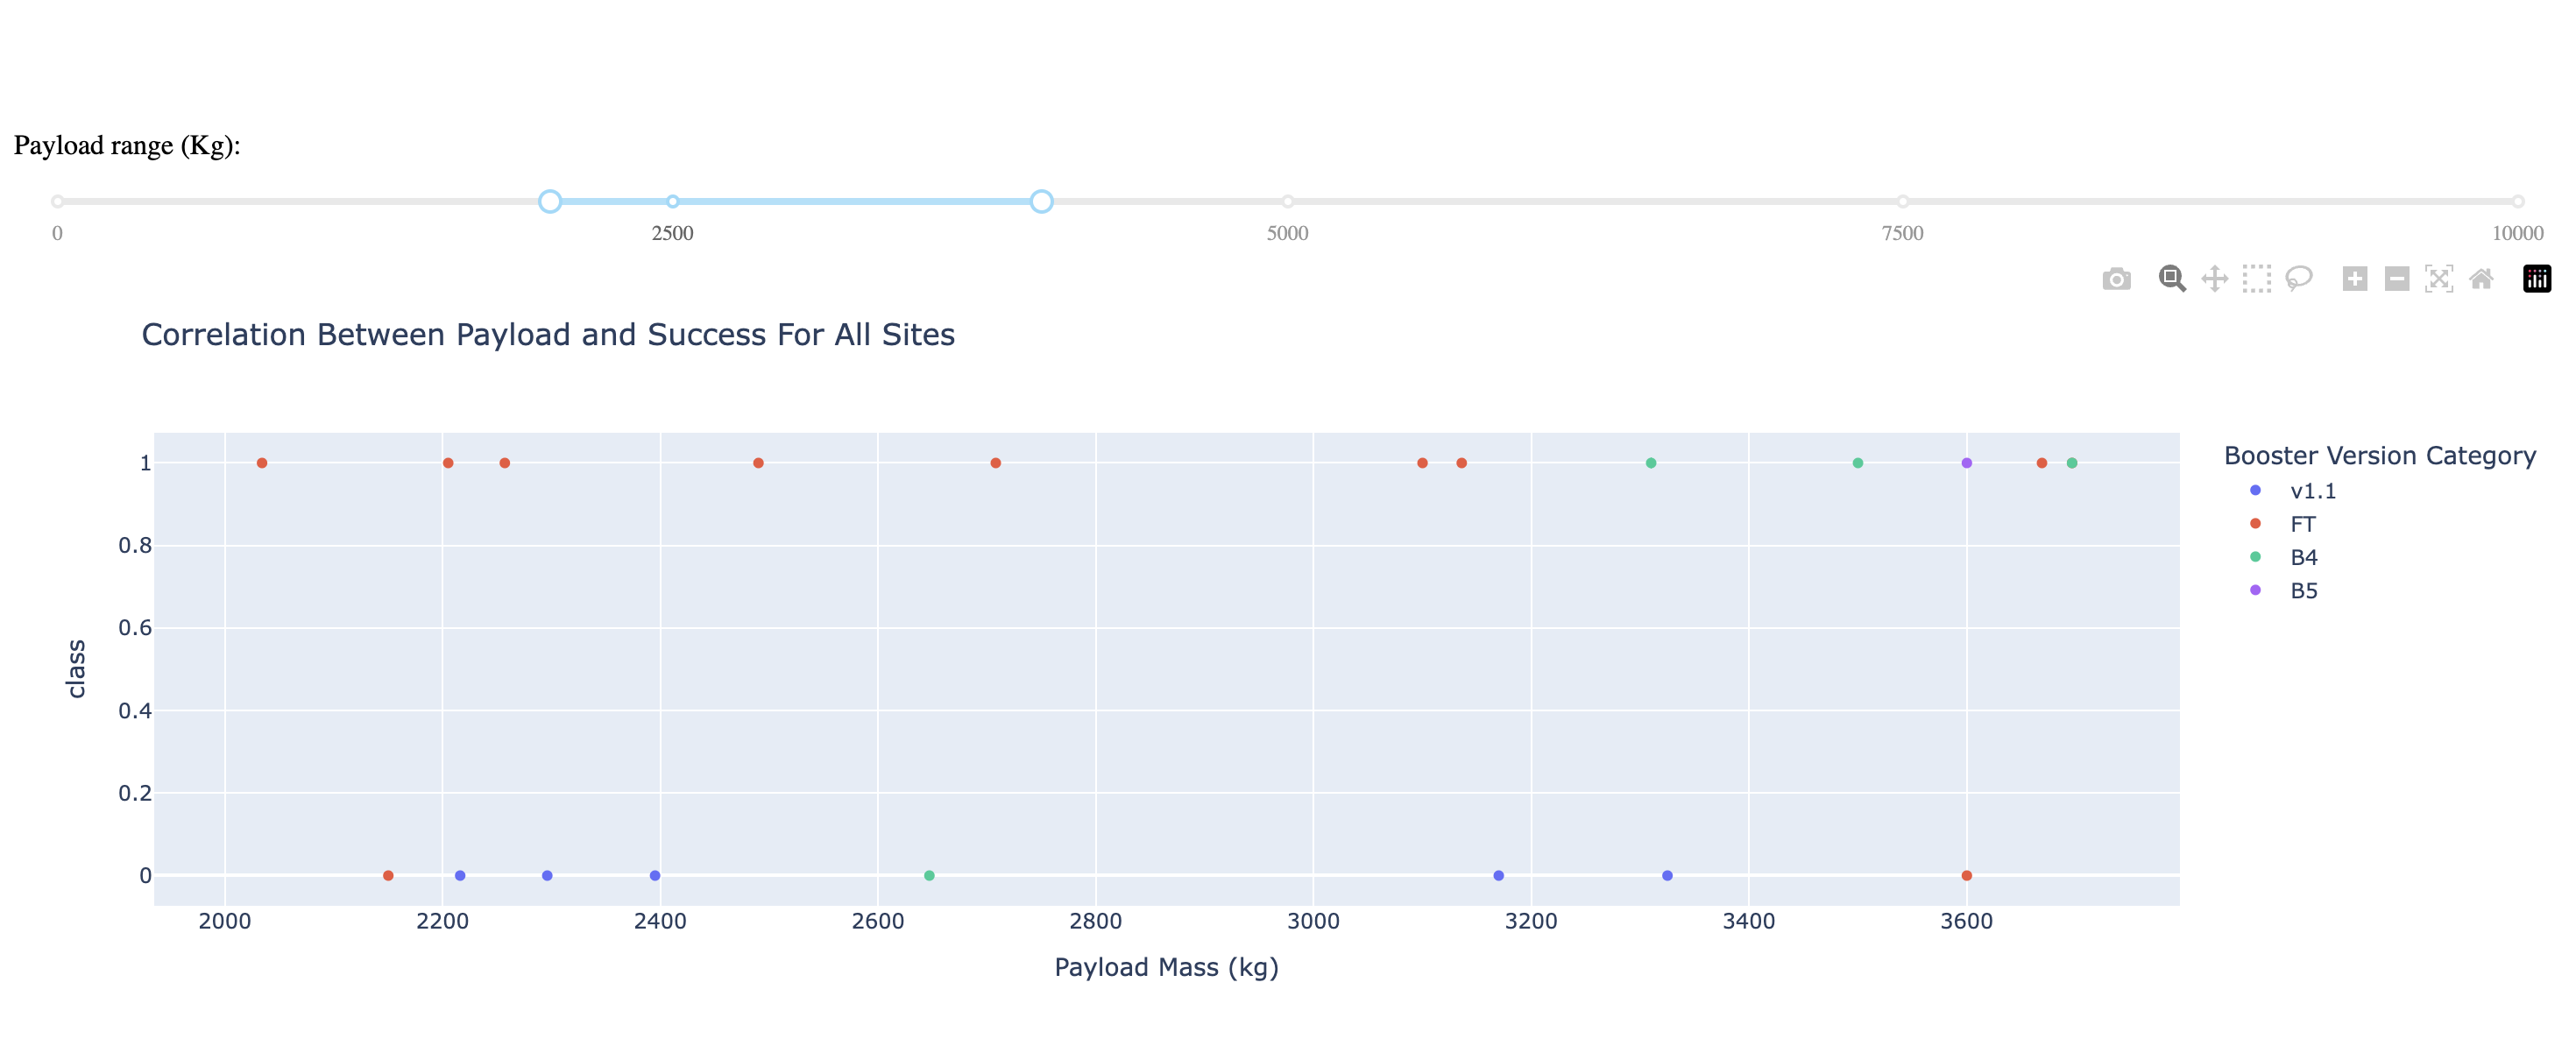 Payload range (Kg):
0 2500 5000 7500 10000
Correlation Between Payload and Success For All Sites
Booster Version Category
v1.1
FT
B4
B5
1
0.8
0.6
0.4
0.2
0
class
2000 2200 2400 2600 2800 3000 3200 3400 3600
Payload Mass (kg)